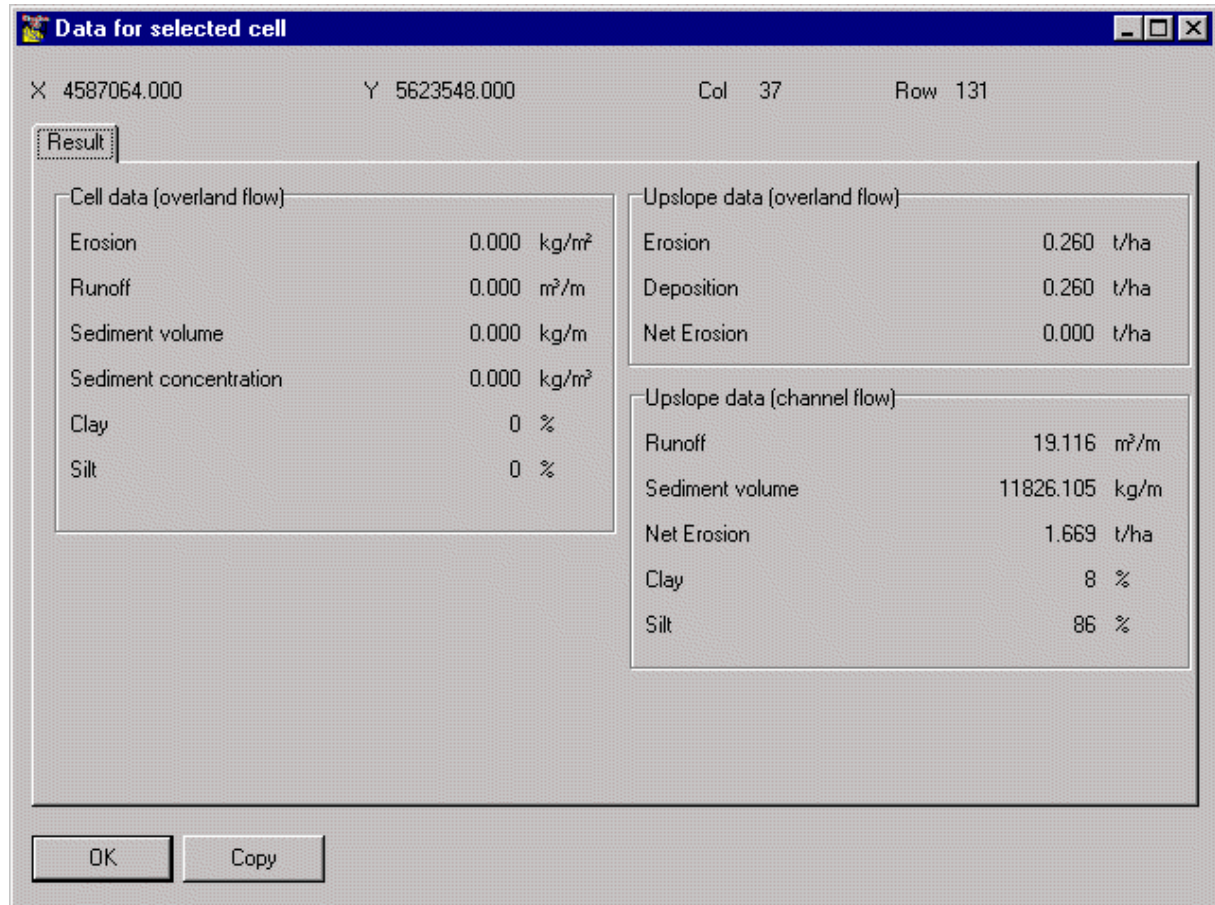 Data for selected cell
X 4587064.000 Y 5623548.000 Col 37 Row 131
Result
Cell data (overland flow)
Erosion 0.000 kg/m²
Runoff 0.000 m³/m
Sediment volume 0.000 kg/m
Sediment concentration 0.000 kg/m³
Clay 0 %
Silt 0 %
Upslope data (overland flow)
Erosion 0.260 t/ha
Deposition 0.260 t/ha
Net Erosion 0.000 t/ha
Upslope data (channel flow)
Runoff 19.116 m³/m
Sediment volume 11826.105 kg/m
Net Erosion 1.669 t/ha
Clay 8 %
Silt 86 %
OK Copy